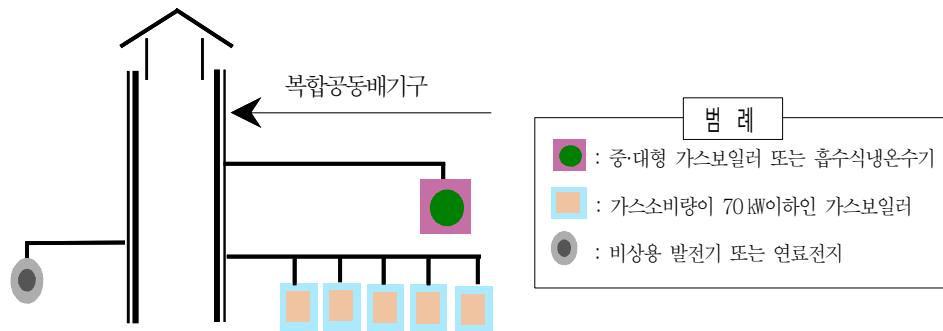 복합공동배기구
범 례
: 중·대형 가스보일러 또는 흡수식냉온수기
: 가스소비량이 70㎾이하인 가스보일러
: 비상용 발전기 또는 연료전지